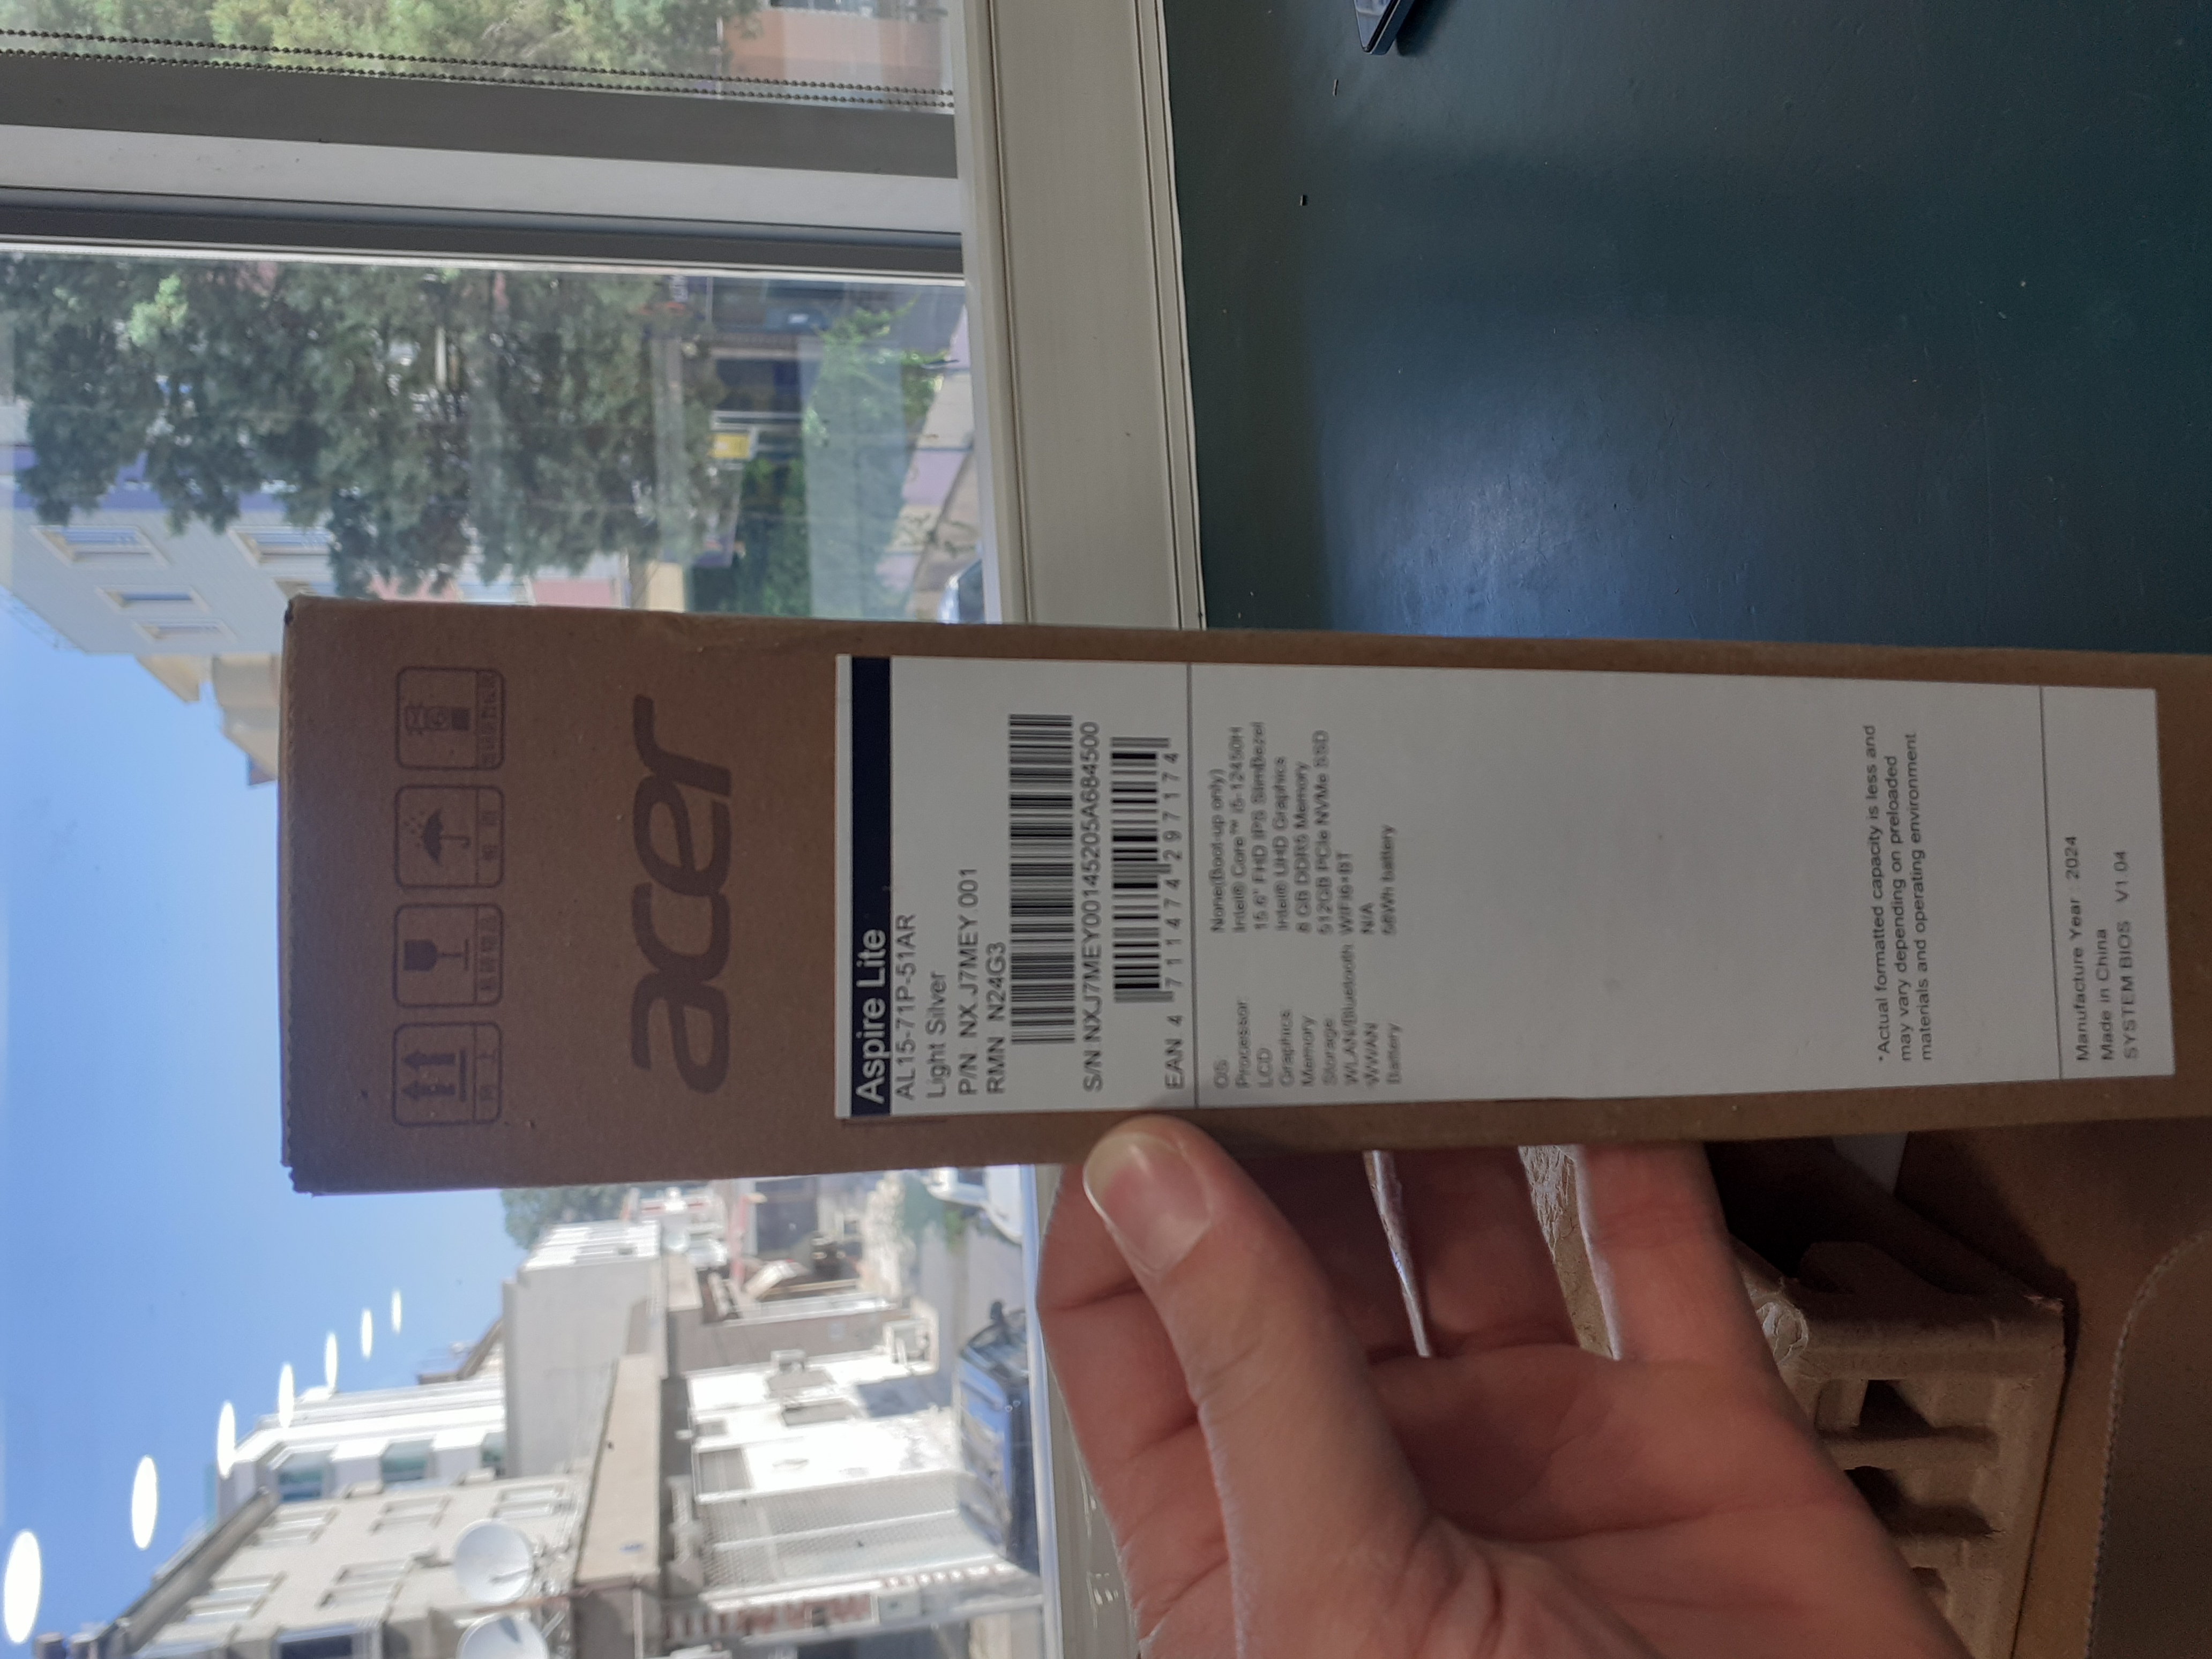 acer
Aspire Lite
AL15-71P-51AR
Light Silver
P/N NX.J7MEY.001
RMN N24G3
S/N NXJ7MEY00145205A684500
EAN 4 711474 297174
OS None(Boot-up only)
Processor Intel® Core™ i5-12450H
LCD 15.6" FHD IPS SlimBezel
Graphics Intel® UHD Graphics
Memory 8 GB DDR5 Memory
Storage 512GB PCIe NVMe SSD
WLAN/Bluetooth WIFI6+BT
WWAN N/A
Battery 58Wh battery
*Actual formatted capacity is less and
may vary depending on preloaded
materials and operating environment
Manufacture Year : 2024
Made in China
SYSTEM BIOS V1.04